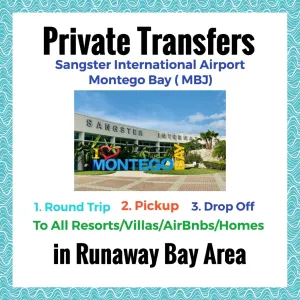 Private Transfers
Sangster International Airport
Montego Bay ( MBJ)
SANGSTER INTERNA
MONTEGO BAY
1. Round Trip 2. Pickup 3. Drop Off
To All Resorts/Villas/AirBnbs/Homes
in Runaway Bay Area